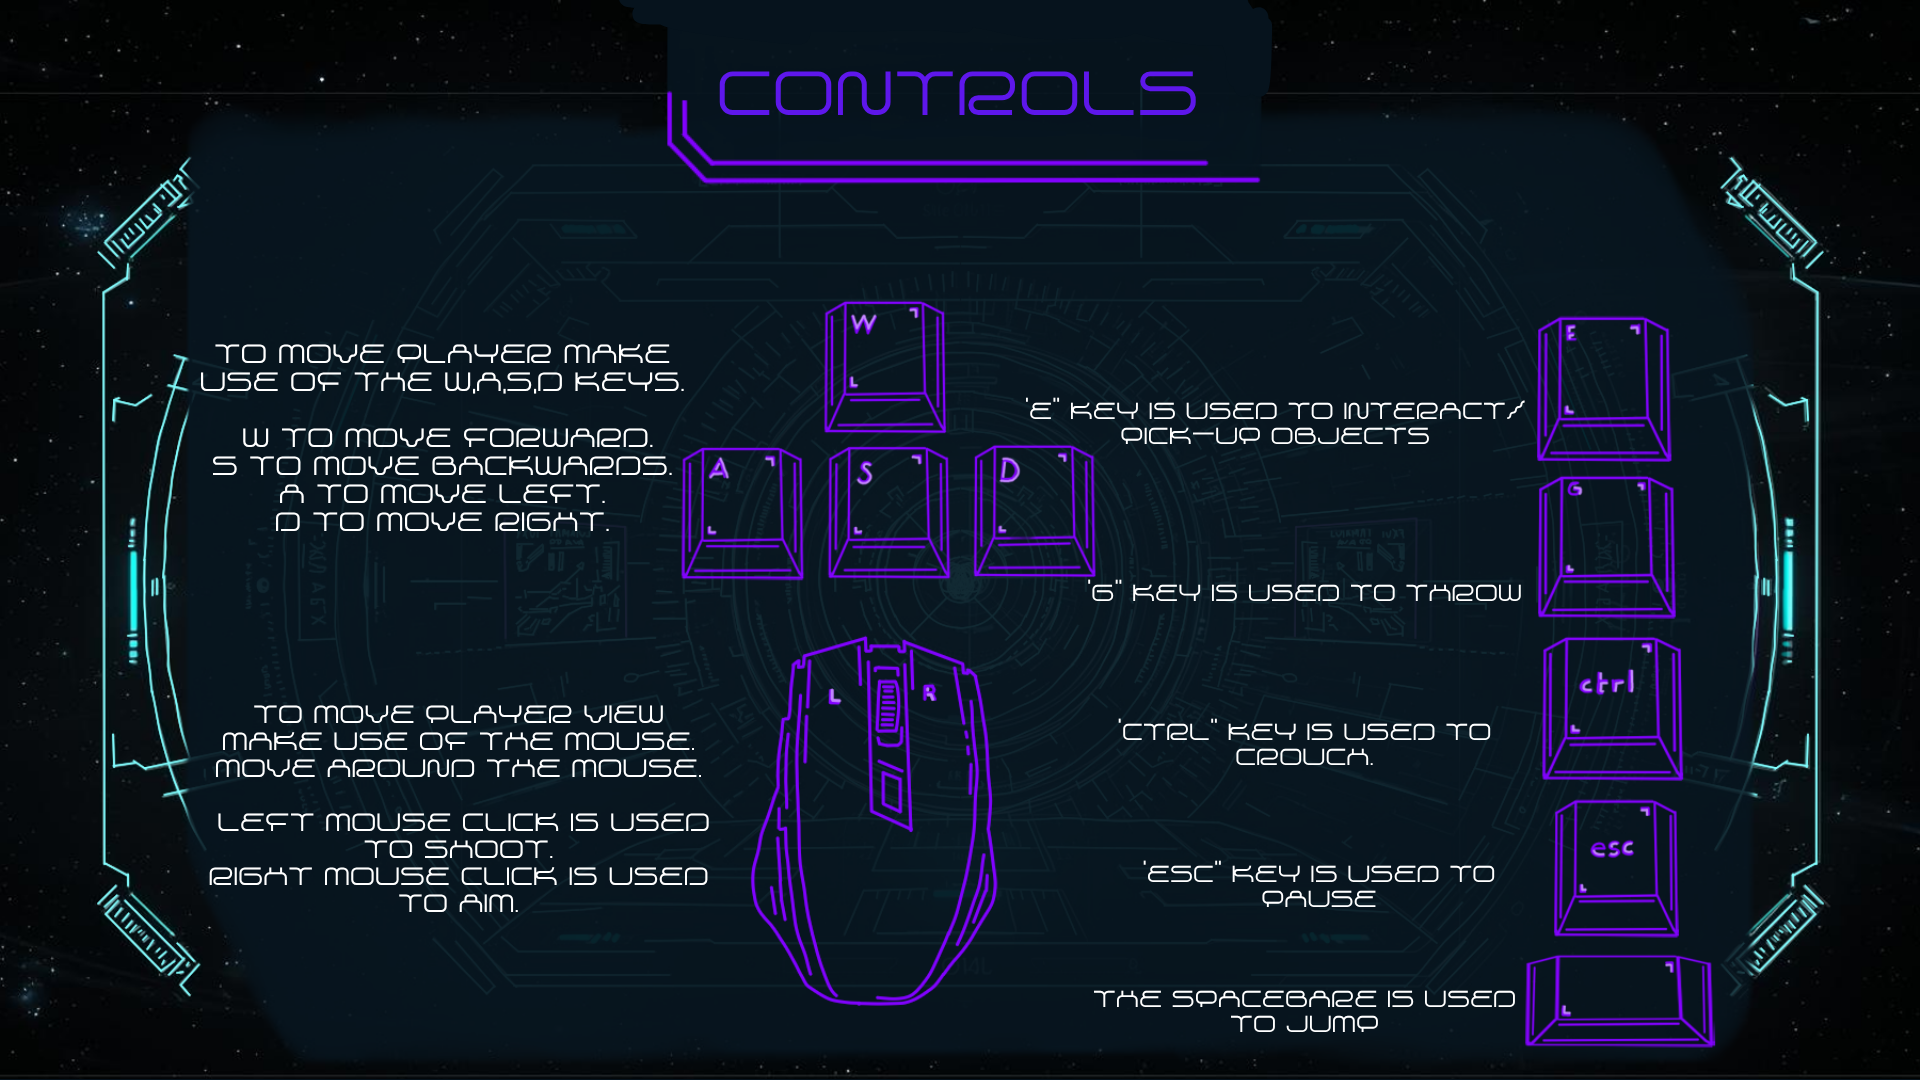 CONTROLS
TO MOVE PLAYER MAKE
USE OF THE W,A,S,D KEYS.
W TO MOVE FORWARD.
S TO MOVE BACKWARDS.
A TO MOVE LEFT.
D TO MOVE RIGHT.
W
A
S
D
TO MOVE PLAYER VIEW
MAKE USE OF THE MOUSE.
MOVE AROUND THE MOUSE.
LEFT MOUSE CLICK IS USED
TO SHOOT.
RIGHT MOUSE CLICK IS USED
TO AIM.
L
R
'E" KEY IS USED TO INTERACT/
PICK-UP OBJECTS
E
'G" KEY IS USED TO THROW
G
'CTRL" KEY IS USED TO
CROUCH.
ctrl
'ESC" KEY IS USED TO
PAUSE
esc
THE SPACEBARE IS USED
TO JUMP